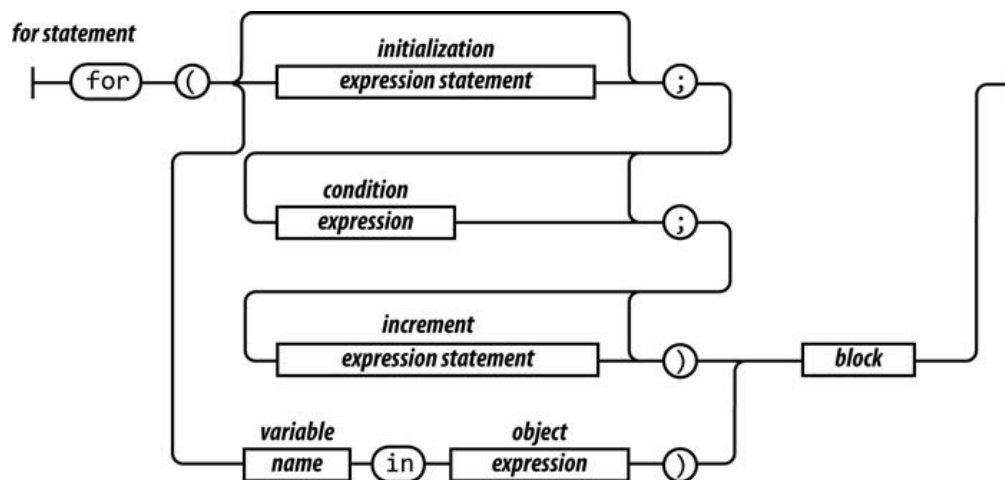 for statement
initialization
for ( expression statement ;
condition
expression ;
increment
expression statement ) block
variable object
name in expression )